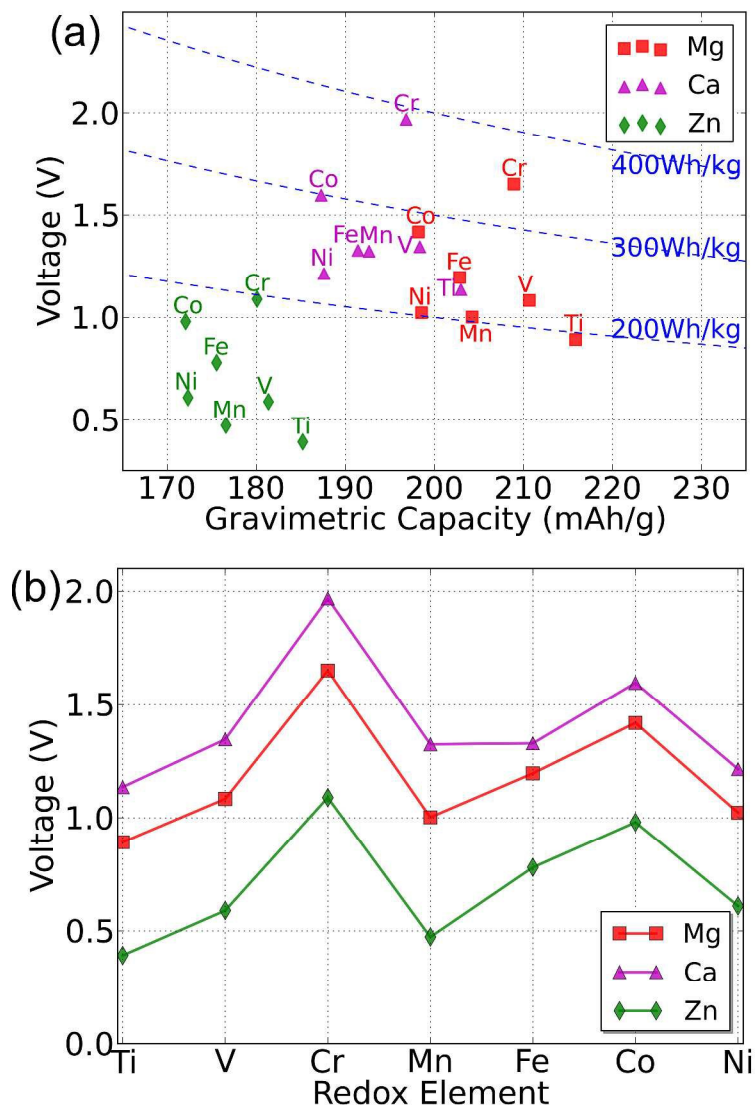 (a)
Mg
Ca
Zn
Cr
400Wh/kg
Cr
Co
Co
300Wh/kg
Fe Mn
V
Ni
Fe
Ti
V
Cr
Ni
Mn
Ti
200Wh/kg
Co
Fe
Ni
V
Mn
Ti
2.0
1.5
1.0
0.5
Voltage (V)
170 180 190 200 210 220 230
Gravimetric Capacity (mAh/g)
(b)
2.0
1.5
1.0
0.5
0.0
Voltage (V)
Mg
Ca
Zn
Ti V Cr Mn Fe Co Ni
Redox Element